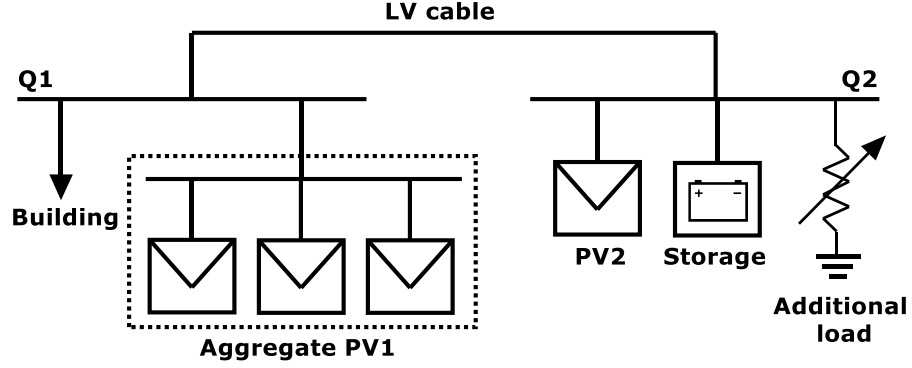 LV cable
Q1
Q2
Building
+ −
PV2
Storage
Additional
load
Aggregate PV1